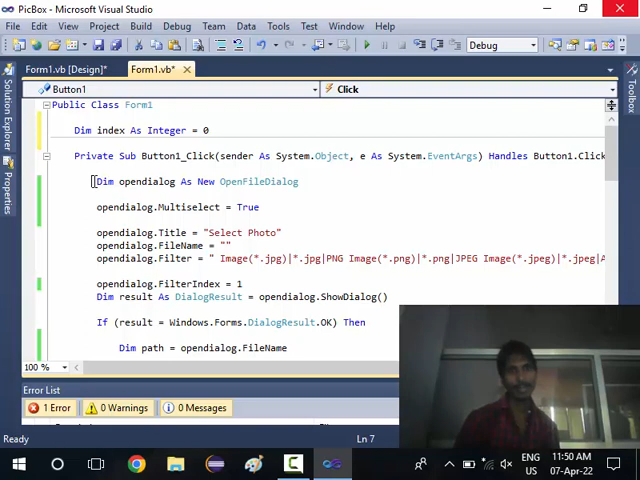 PicBox - Microsoft Visual Studio
File Edit View Project Build Debug Team Data Tools Test Window Help
Debug
Form1.vb [Design]* Form1.vb*
Button1 Click
Public Class Form1
Dim index As Integer = 0
Private Sub Button1_Click(sender As System.Object, e As System.EventArgs) Handles Button1.Click
Dim opendialog As New OpenFileDialog
opendialog.Multiselect = True
opendialog.Title = "Select Photo"
opendialog.FileName = ""
opendialog.Filter = " Image(*.jpg)|*.jpg|PNG Image(*.png)|*.png|JPEG Image(*.jpeg)|*.jpeg|A
opendialog.FilterIndex = 1
Dim result As DialogResult = opendialog.ShowDialog()
If (result = Windows.Forms.DialogResult.OK) Then
Dim path = opendialog.FileName
100 %
Error List
1 Error 0 Warnings 0 Messages
Ready Ln 7
Solution Explorer
Properties
Toolbox
ENG 11:50 AM
US 07-Apr-22